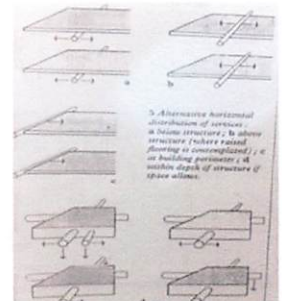 a
b
5 Alternative horizontal
distribution of services:
a below structure; b above
structure (where raised
flooring is contemplated); c
at building perimeter; d
within depth of structure if
space allows.
c